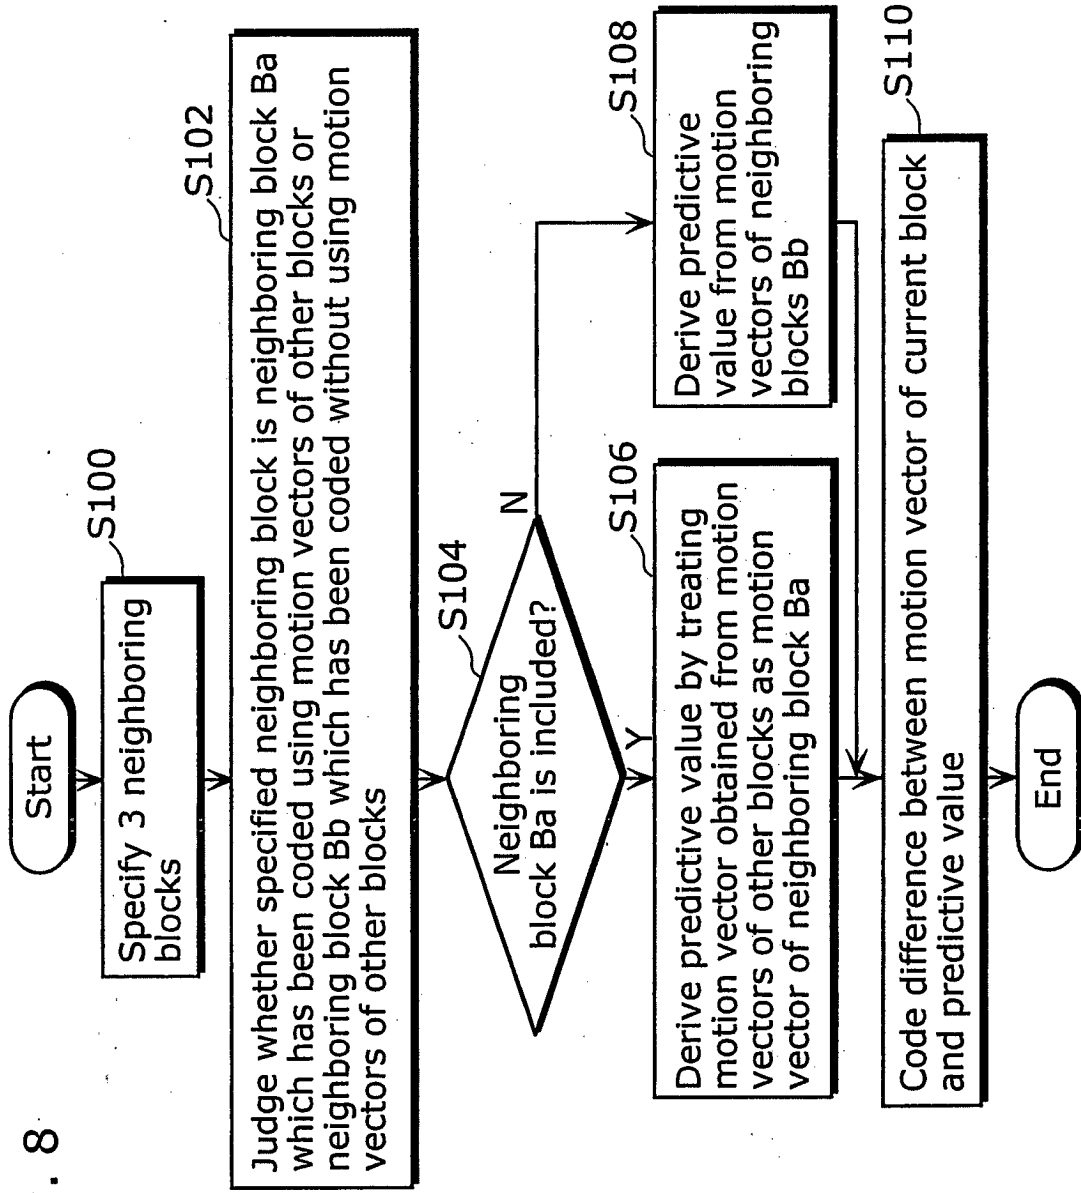 . 8
Start
S100
Specify 3 neighboring
blocks
S102
Judge whether specified neighboring block is neighboring block Ba
which has been coded using motion vectors of other blocks or
neighboring block Bb which has been coded without using motion
vectors of other blocks
S104
Neighboring
block Ba is included?
N
Y
S106
Derive predictive value by treating
motion vector obtained from motion
vectors of other blocks as motion
vector of neighboring block Ba
S108
Derive predictive
value from motion
vectors of neighboring
blocks Bb
S110
Code difference between motion vector of current block
and predictive value
End